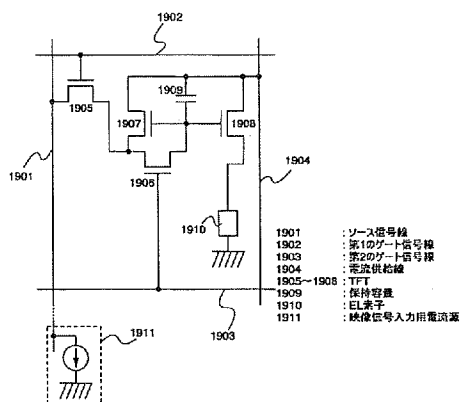 1902
1905
1909
1907
1908
1901
1906
1904
1910
1903
1911
1901 :ソース信号線
1902 :第1のゲート信号線
1903 :第2のゲート信号線
1904 :電流供給線
1905~1908 :TFT
1909 :保持容量
1910 :EL素子
1911 :映像信号入力用電流源